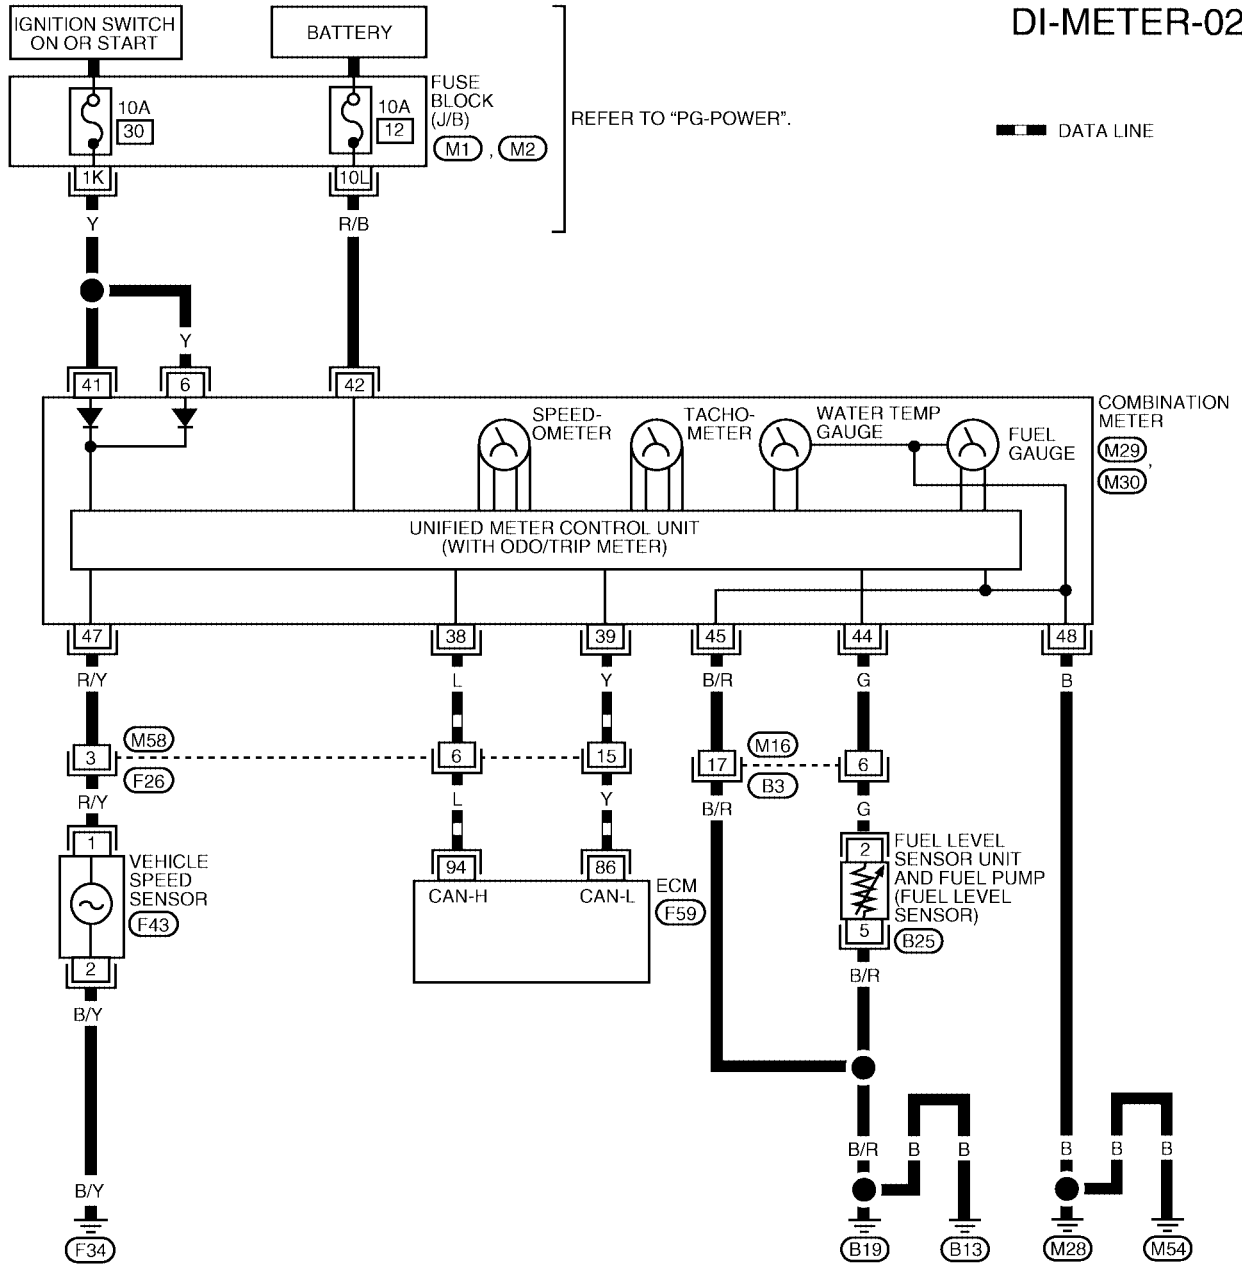 DI-METER-02
IGNITION SWITCH
ON OR START
BATTERY
FUSE
BLOCK
(J/B)
M1 , M2
10A
30
10A
12
REFER TO “PG-POWER”.
DATA LINE
1K
10L
Y
R/B
Y
41
6
42
SPEED-
OMETER
TACHO-
METER
WATER TEMP
GAUGE
FUEL
GAUGE
COMBINATION
METER
M29 ,
M30
UNIFIED METER CONTROL UNIT
(WITH ODO/TRIP METER)
47
38
39
45
44
48
R/Y
L
Y
B/R
G
B
3
M58
F26
6
15
17
M16
B3
6
R/Y
L
Y
B/R
G
1
VEHICLE
SPEED
SENSOR
F43
2
94
86
CAN-H
CAN-L
ECM
F59
2
FUEL LEVEL
SENSOR UNIT
AND FUEL PUMP
(FUEL LEVEL
SENSOR)
5
B25
B/Y
B/R
B/R
B
B
B
B
B
B/Y
F34
B19
B13
M28
M54